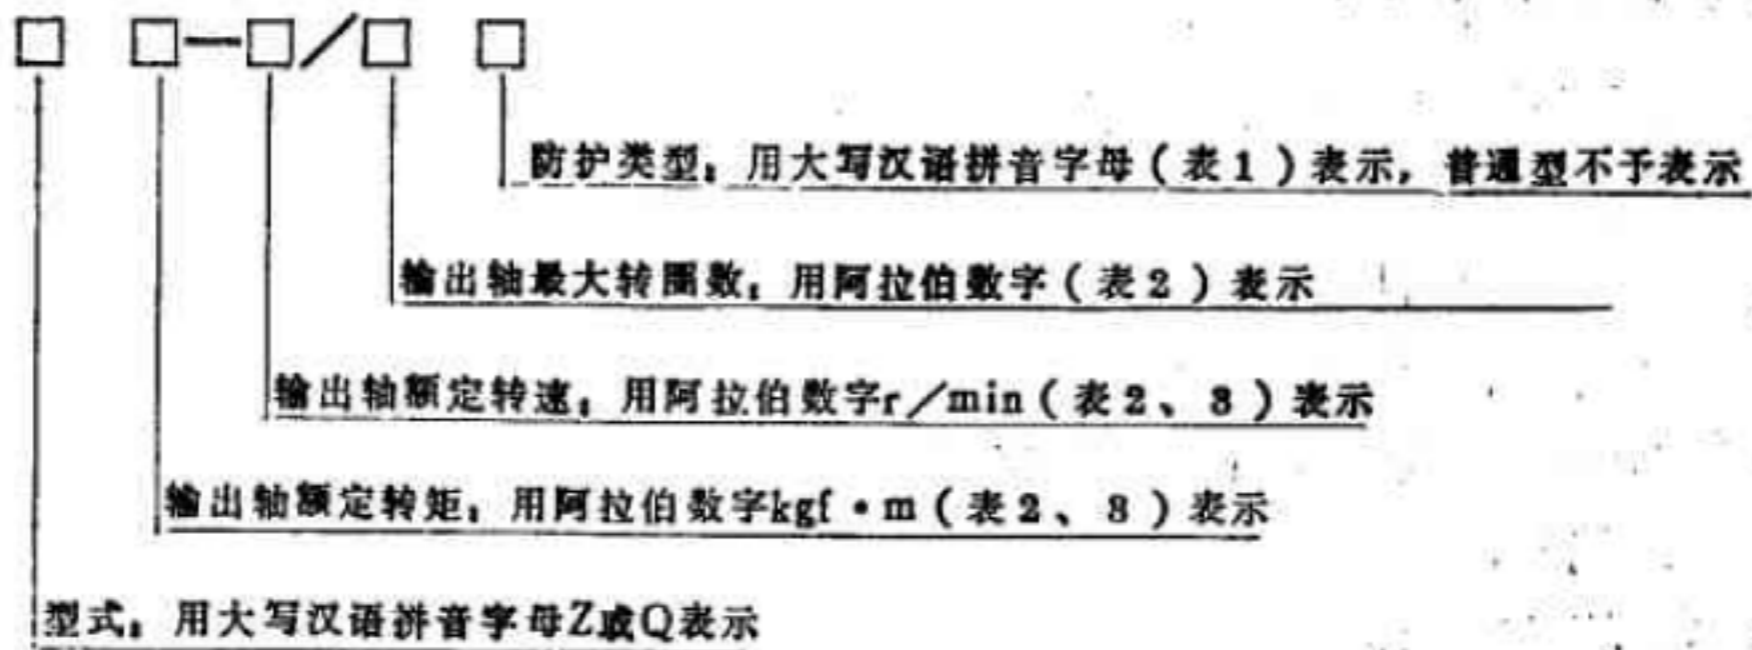 □ □—□／□ □
防护类型：用大写汉语拼音字母（表1）表示，普通型不予表示
输出轴最大转圈数：用阿拉伯数字（表2）表示
输出轴额定转速：用阿拉伯数字r／min（表2、3）表示
输出轴额定转矩：用阿拉伯数字kgf·m（表2、3）表示
型式：用大写汉语拼音字母Z或Q表示